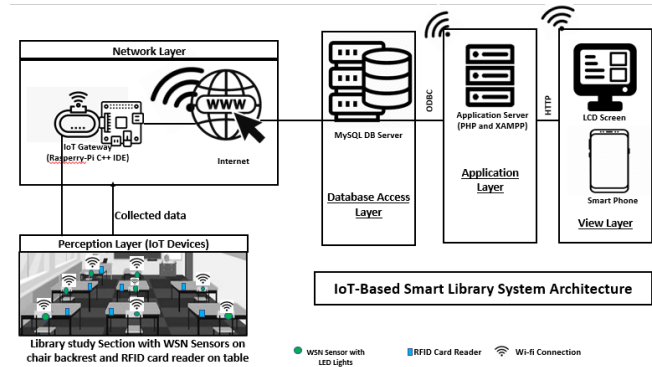 Network Layer
WWW
IoT Gateway
(Rasperry-Pi C++ IDE)
Internet
Collected data
Perception Layer (IoT Devices)
Library study Section with WSN Sensors on
chair backrest and RFID card reader on table
MySQL DB Server
Database Access
Layer
ODBC
Application Server
(PHP and XAMPP)
Application
Layer
HTTP
LCD Screen
Smart Phone
View Layer
IoT-Based Smart Library System Architecture
WSN Sensor with
LED Lights
RFID Card Reader
Wi-fi Connection